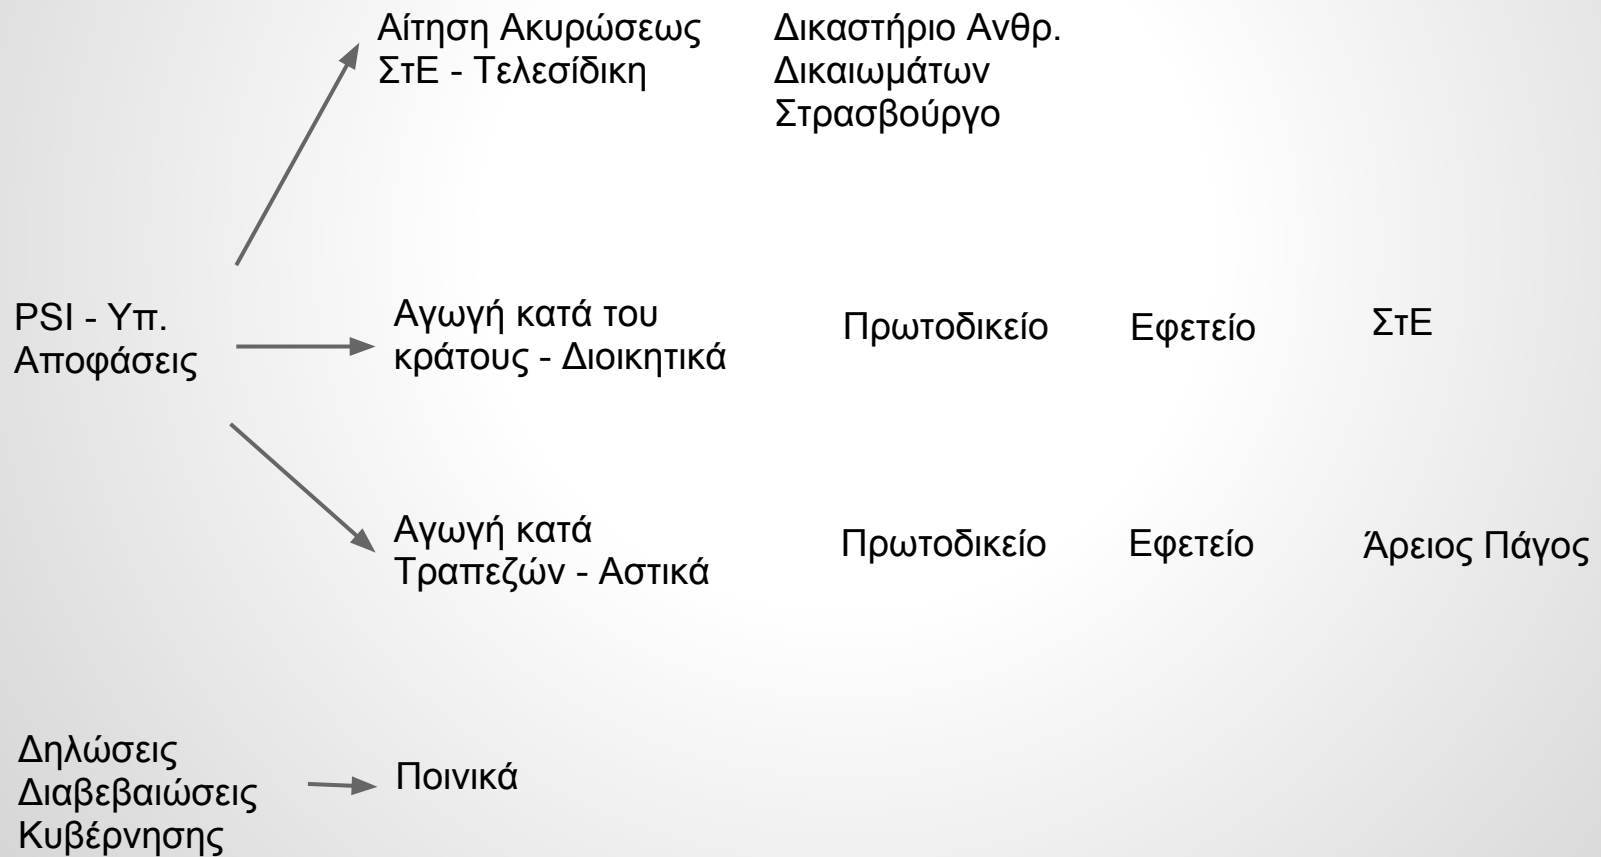 Αίτηση Ακυρώσεως
ΣτΕ - Τελεσίδικη
Δικαστήριο Ανθρ.
Δικαιωμάτων
Στρασβούργο
PSI - Υπ.
Αποφάσεις
Αγωγή κατά του
κράτους - Διοικητικά
Πρωτοδικείο
Εφετείο
ΣτΕ
Αγωγή κατά
Τραπεζών - Αστικά
Πρωτοδικείο
Εφετείο
Άρειος Πάγος
Δηλώσεις
Διαβεβαιώσεις
Κυβέρνησης
Ποινικά